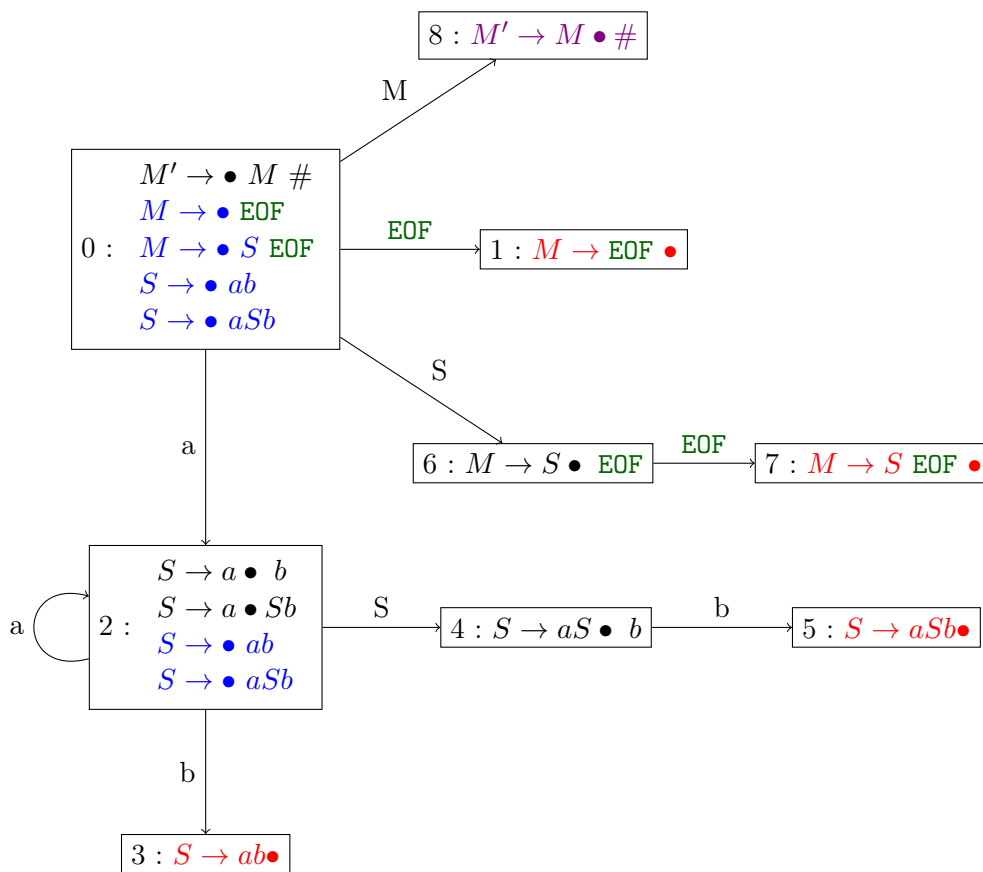 8 : M′ → M • #
M
M′ → • M #
M → • EOF
0 : M → • S EOF
S → • ab
S → • aSb
EOF
1 : M → EOF •
S
a
6 : M → S • EOF
EOF
7 : M → S EOF •
S → a • b
S → a • Sb
2 :
S → • ab
S → • aSb
a
S
4 : S → aS • b
b
5 : S → aSb•
b
3 : S → ab•